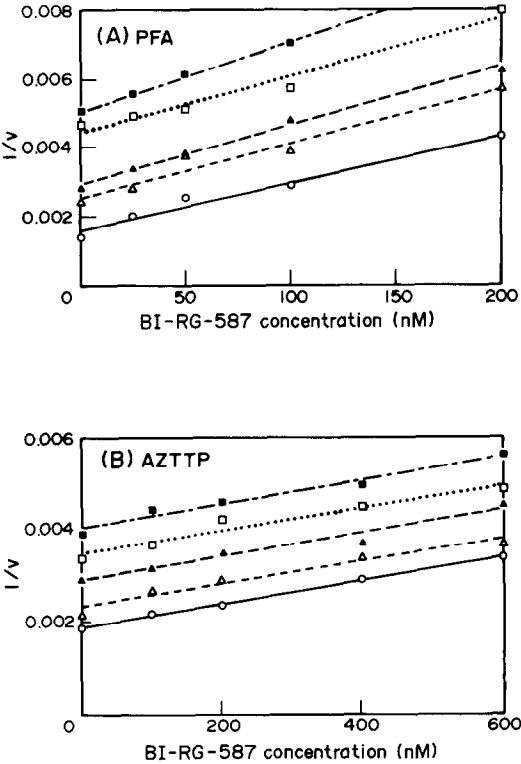 0.008
(A) PFA
0.006
1/v
0.004
0.002
0 50 100 150 200
BI-RG-587 concentration (nM)
0.006
(B) AZTTP
0.004
1/v
0.002
0 200 400 600
BI-RG-587 concentration (nM)